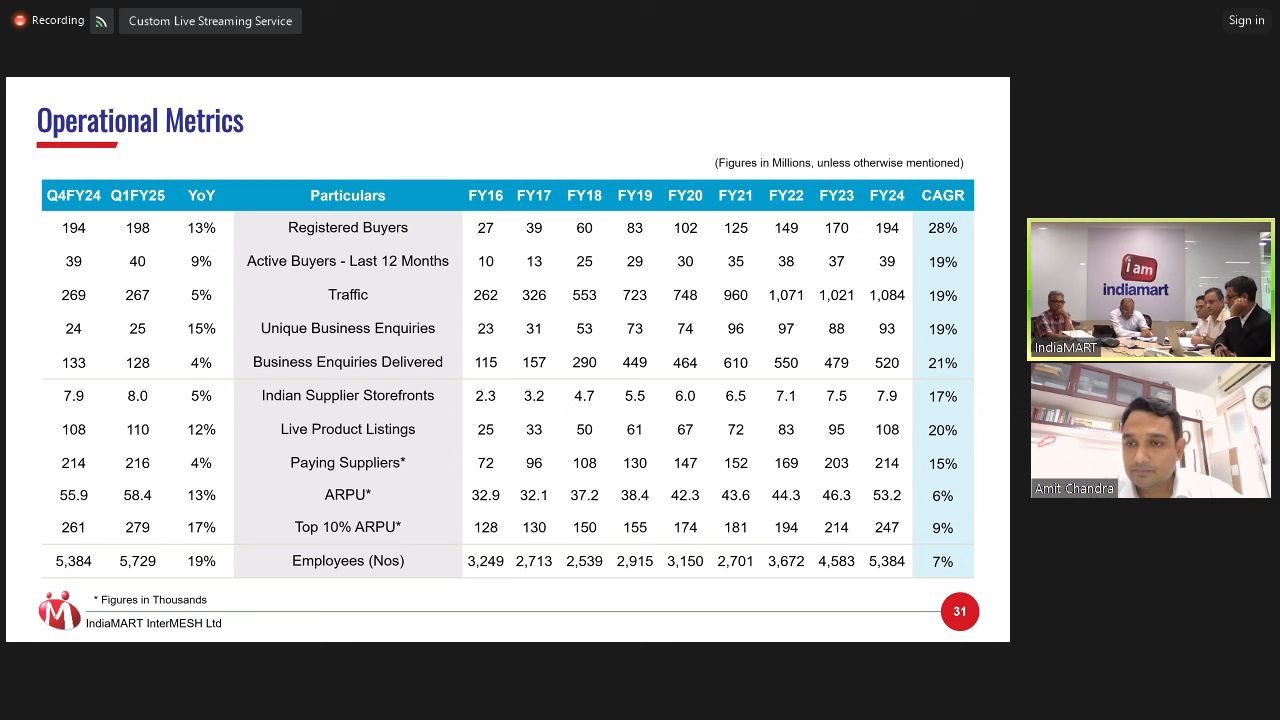 Recording
Custom Live Streaming Service
Sign in
Operational Metrics
(Figures in Millions, unless otherwise mentioned)
Q4FY24 Q1FY25 YoY Particulars FY16 FY17 FY18 FY19 FY20 FY21 FY22 FY23 FY24 CAGR
194 198 13% Registered Buyers 27 39 60 83 102 125 149 170 194 28%
39 40 9% Active Buyers - Last 12 Months 10 13 25 29 30 35 38 37 39 19%
269 267 5% Traffic 262 326 553 723 748 960 1,071 1,021 1,084 19%
24 25 15% Unique Business Enquiries 23 31 53 73 74 96 97 88 93 19%
133 128 4% Business Enquiries Delivered 115 157 290 449 464 610 550 479 520 21%
7.9 8.0 5% Indian Supplier Storefronts 2.3 3.2 4.7 5.5 6.0 6.5 7.1 7.5 7.9 17%
108 110 12% Live Product Listings 25 33 50 61 67 72 83 95 108 20%
214 216 4% Paying Suppliers* 72 96 108 130 147 152 169 203 214 15%
55.9 58.4 13% ARPU* 32.9 32.1 37.2 38.4 42.3 43.6 44.3 46.3 53.2 6%
261 279 17% Top 10% ARPU* 128 130 150 155 174 181 194 214 247 9%
5,384 5,729 19% Employees (Nos) 3,249 2,713 2,539 2,915 3,150 2,701 3,672 4,583 5,384 7%
* Figures in Thousands
IndiaMART InterMESH Ltd
31
i am
indiamart
IndiaMART
Amit Chandra